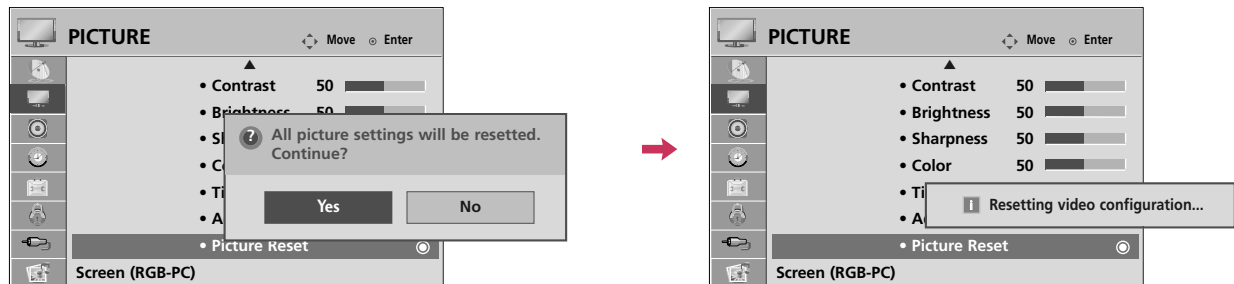 PICTURE
Move
Enter
• Contrast 50
• Brightness 50
• Picture Reset
Screen (RGB-PC)
All picture settings will be resetted.
Continue?
Yes
No
PICTURE
Move
Enter
• Contrast 50
• Brightness 50
• Sharpness 50
• Color 50
Resetting video configuration...
• Picture Reset
Screen (RGB-PC)